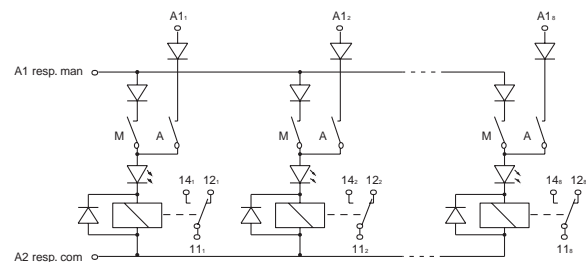 A1₁ A1₂ A1₈
A1 resp. man
M A M A M A
14₁ 12₁ 14₂ 12₂ 14₈ 12₈
11₁ 11₂ 11₈
A2 resp. com